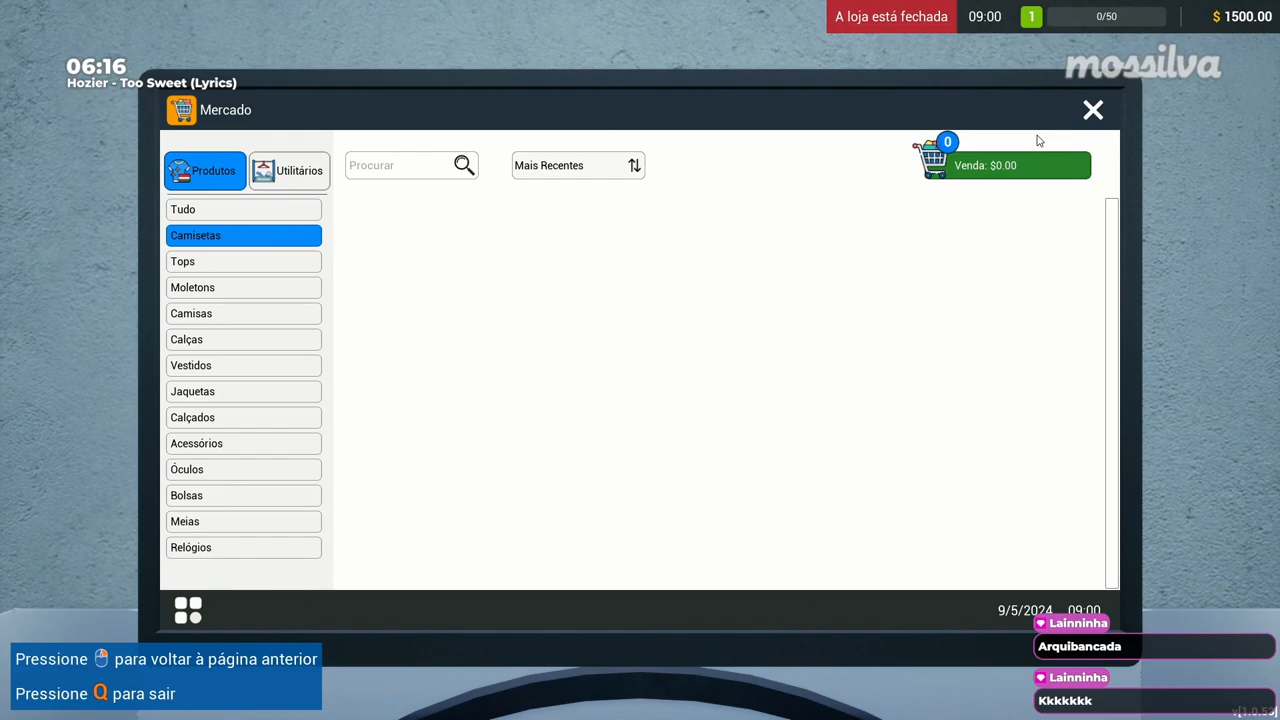 A loja está fechada
09:00
1
0/50
$ 1500.00
06:16
Hozier - Too Sweet (Lyrics)
mossilva
Mercado
Produtos
Utilitários
Procurar
Mais Recentes
0
Venda: $0.00
Tudo
Camisetas
Tops
Moletons
Camisas
Calças
Vestidos
Jaquetas
Calçados
Acessórios
Óculos
Bolsas
Meias
Relógios
9/5/2024 09:00
Lainninha
Arquibancada
Lainninha
Kkkkkkk
Pressione para voltar à página anterior
Pressione Q para sair